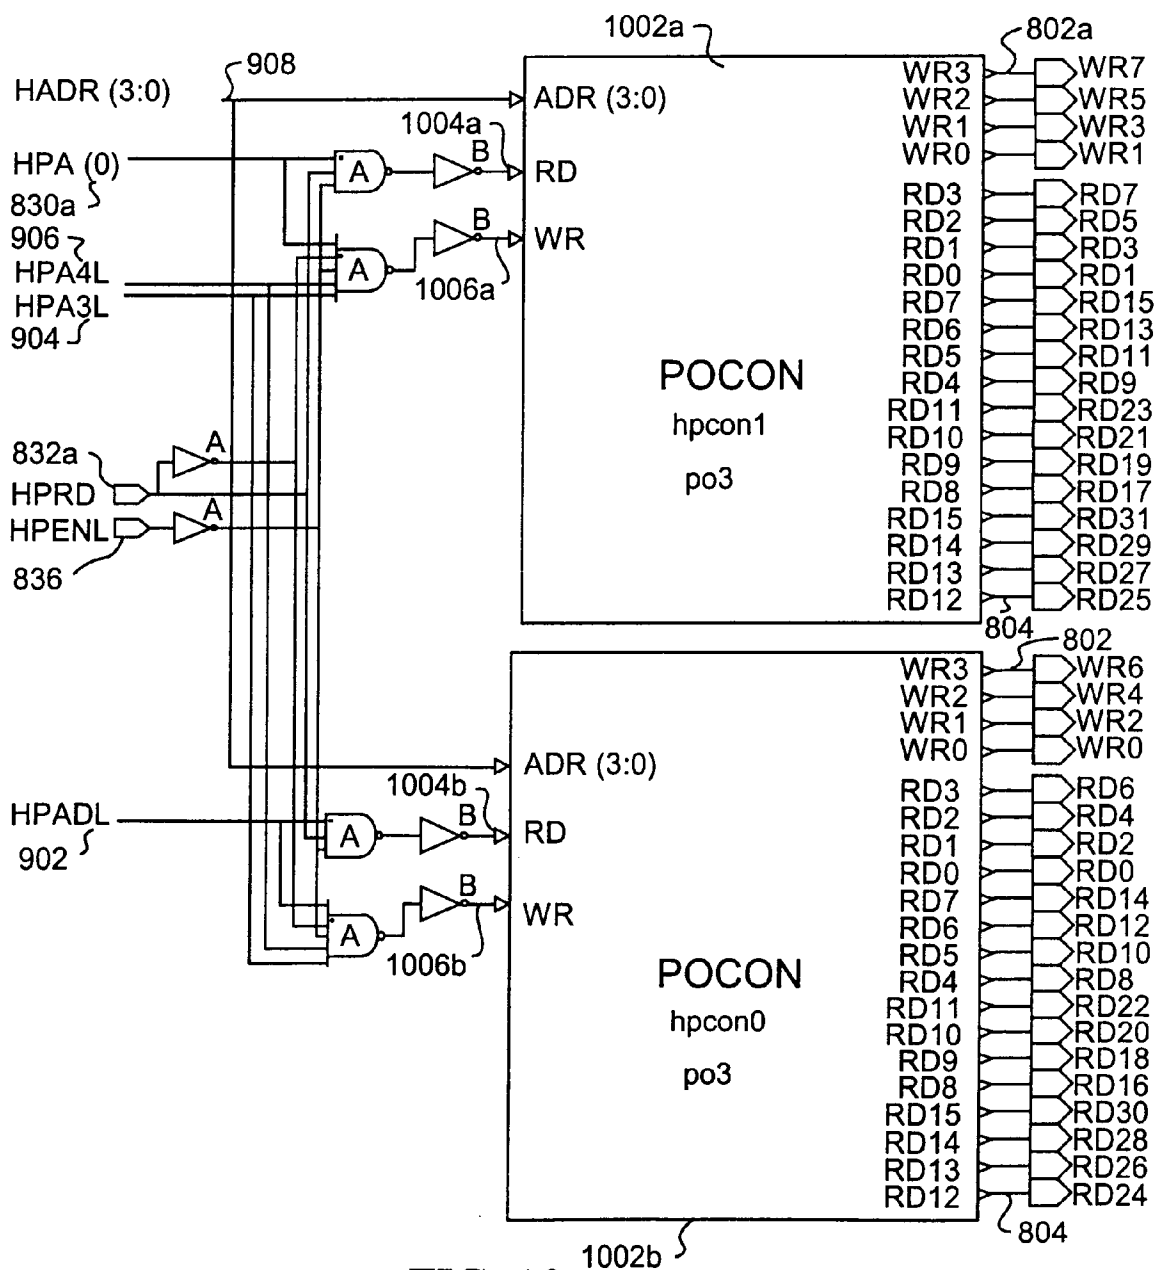 1002a
802a
908
HADR (3:0)
ADR (3:0)
WR3 WR7
WR2 WR5
WR1 WR3
WR0 WR1
1004a
B
HPA (0)
A
RD
830a
RD3 RD7
RD2 RD5
RD1 RD3
RD0 RD1
RD7 RD15
RD6 RD13
RD5 RD11
RD4 RD9
RD11 RD23
RD10 RD21
RD9 RD19
RD8 RD17
RD15 RD31
RD14 RD29
RD13 RD27
RD12 RD25
B
WR
906
A
1006a
HPA4L
HPA3L
904
POCON
hpcon1
po3
832a
A
HPRD
A
HPENL
836
804
802
WR3 WR6
WR2 WR4
WR1 WR2
WR0 WR0
ADR (3:0)
1004b
RD3 RD6
RD2 RD4
RD1 RD2
RD0 RD0
RD7 RD14
RD6 RD12
RD5 RD10
RD4 RD8
RD11 RD22
RD10 RD20
RD9 RD18
RD8 RD16
RD15 RD30
RD14 RD28
RD13 RD26
RD12 RD24
HPADL
B
A
RD
902
B
WR
A
1006b
POCON
hpcon0
po3
804
1002b